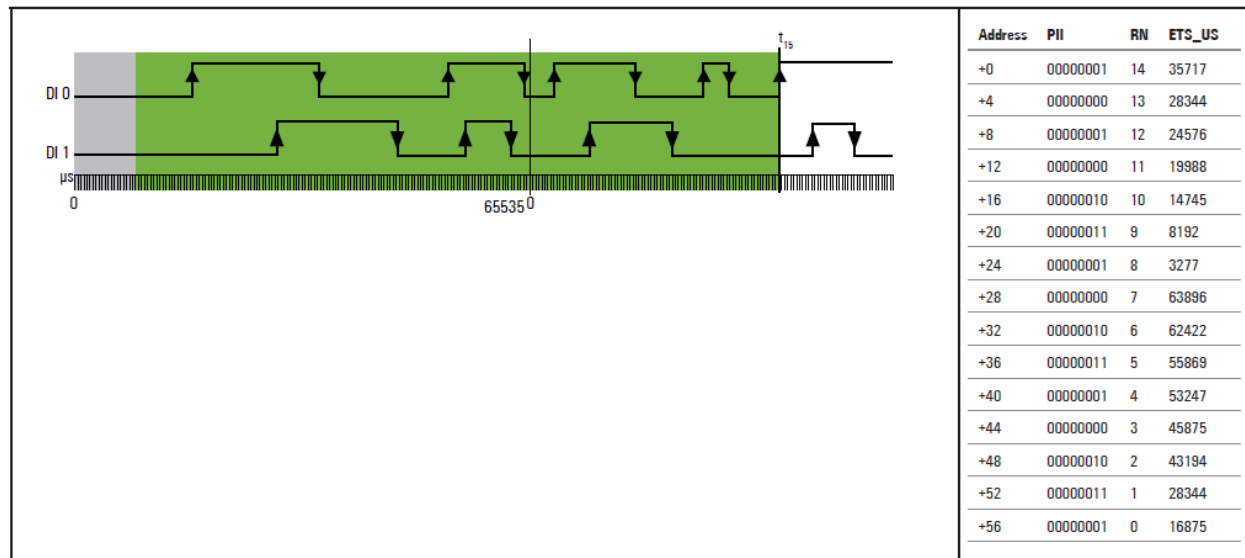 t15
DI 0
DI 1
µs
0
65535 0
Address PII RN ETS_US
+0 00000001 14 35717
+4 00000000 13 28344
+8 00000001 12 24576
+12 00000000 11 19988
+16 00000010 10 14745
+20 00000011 9 8192
+24 00000001 8 3277
+28 00000000 7 63896
+32 00000010 6 62422
+36 00000011 5 55869
+40 00000001 4 53247
+44 00000000 3 45875
+48 00000010 2 43194
+52 00000011 1 28344
+56 00000001 0 16875